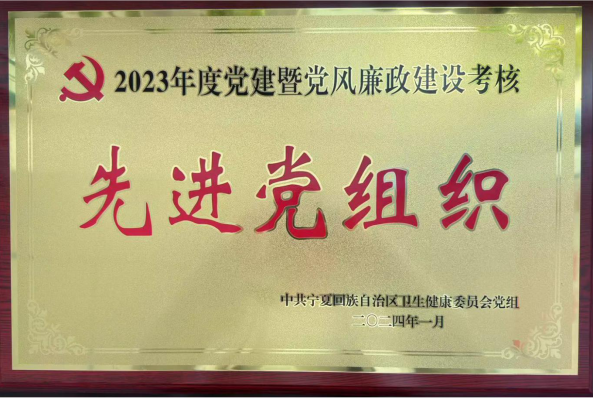 2023年度党建暨党风廉政建设考核
先进党组织
中共宁夏回族自治区卫生健康委员会党组
二〇二四年一月